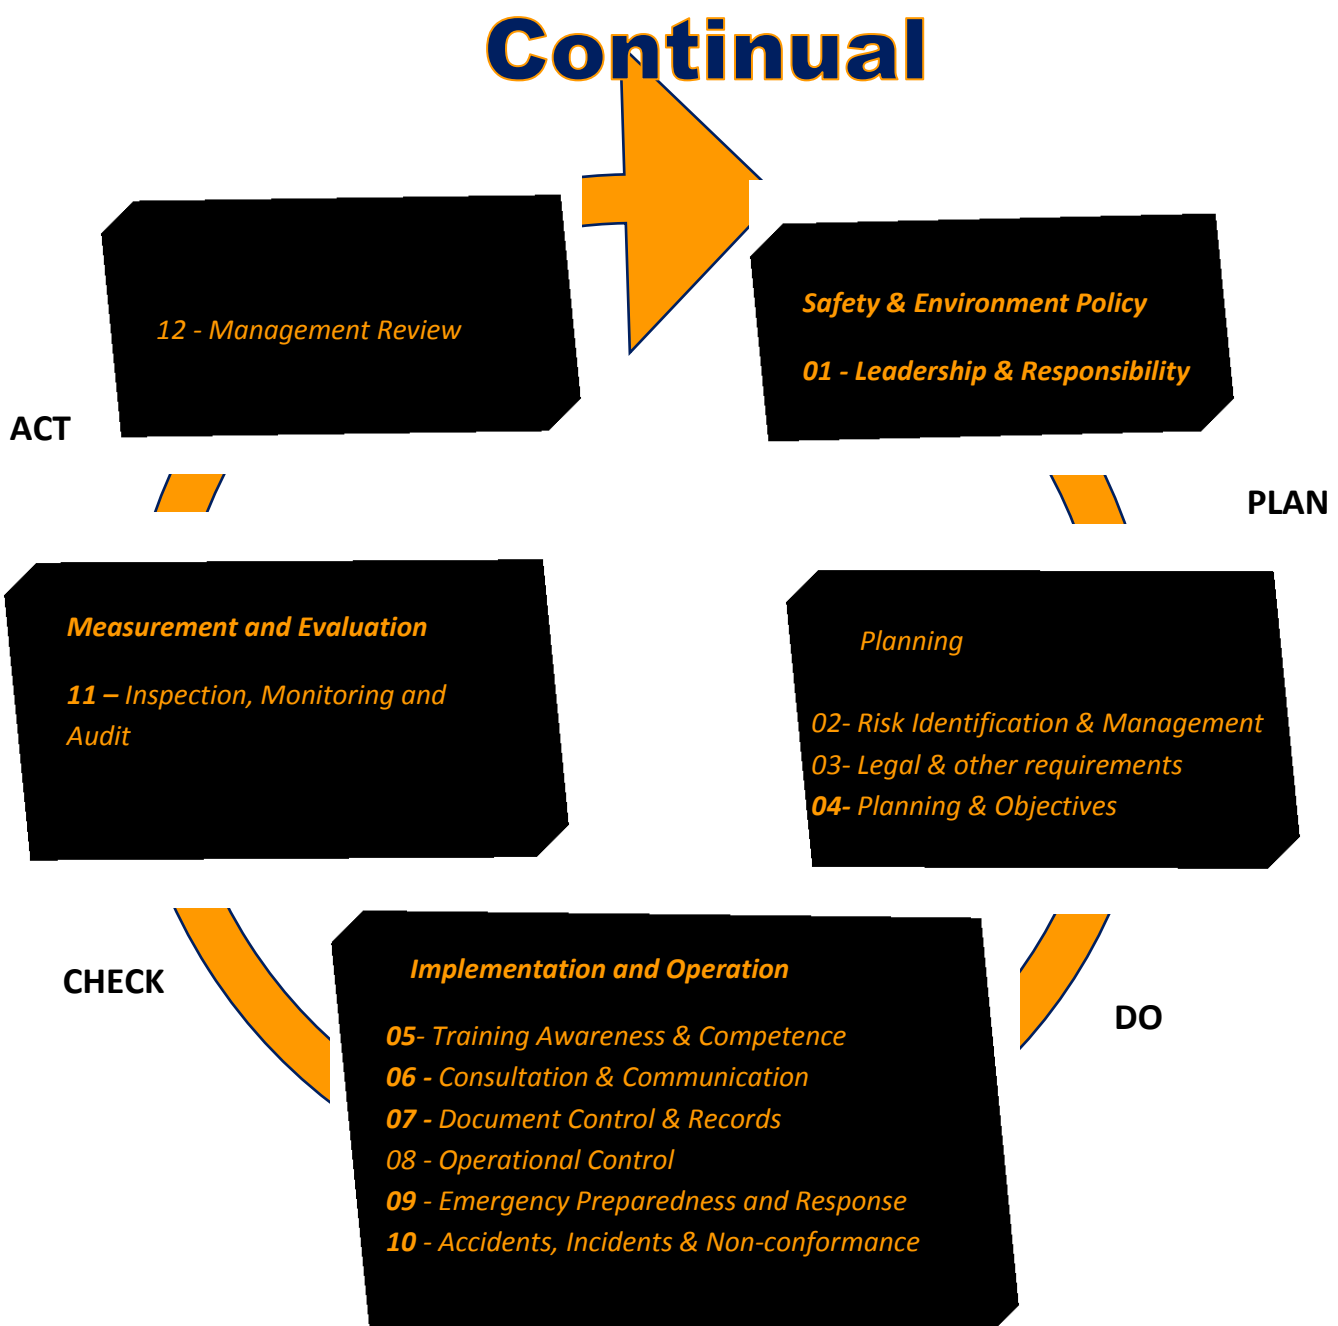 Continual
12 - Management Review
Safety & Environment Policy
01 - Leadership & Responsibility
ACT
PLAN
Measurement and Evaluation
11 – Inspection, Monitoring and
Audit
Planning
02- Risk Identification & Management
03- Legal & other requirements
04- Planning & Objectives
CHECK
DO
Implementation and Operation
05- Training Awareness & Competence
06 - Consultation & Communication
07 - Document Control & Records
08 - Operational Control
09 - Emergency Preparedness and Response
10 - Accidents, Incidents & Non-conformance